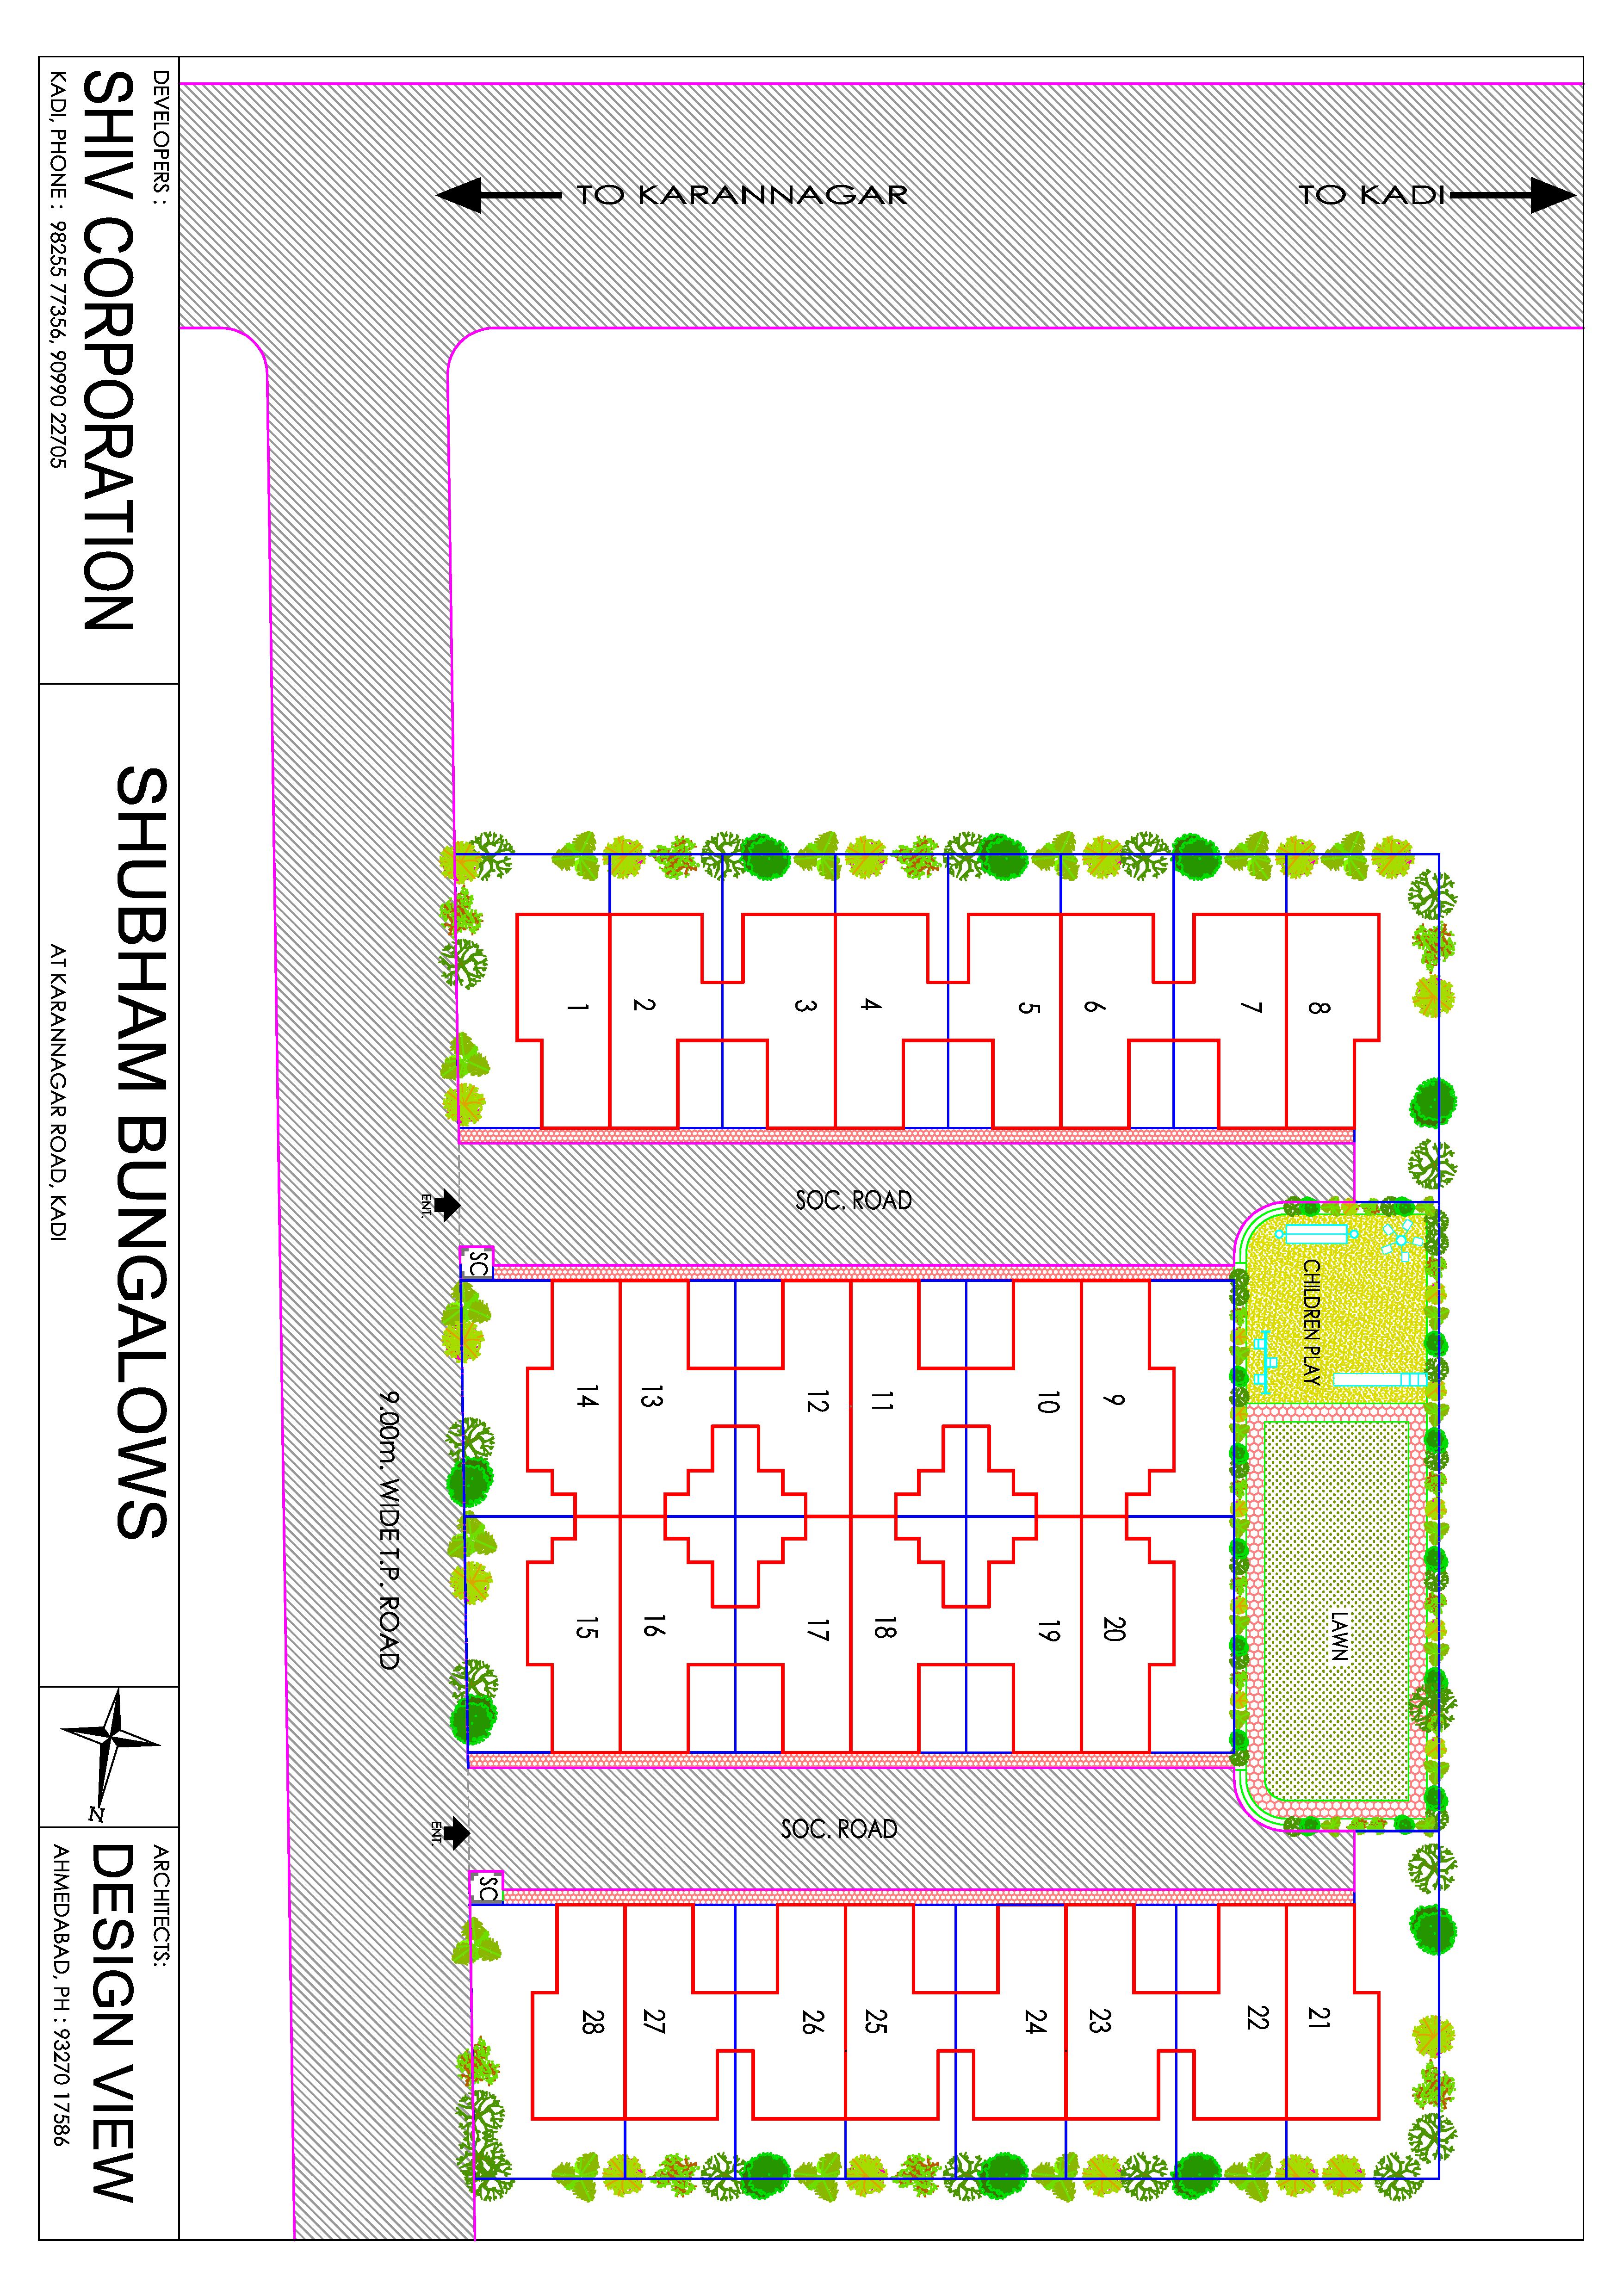 TO KARANNAGAR
TO KADI
1
2
3
4
5
6
7
8
SOC. ROAD
ENT.
SC
CHILDREN PLAY
14
13
12
11
10
9
9.00m. WIDE T.P. ROAD
LAWN
15
16
17
18
19
20
SOC. ROAD
ENT.
SC
28
27
26
25
24
23
22
21
DEVELOPERS :
SHIV CORPORATION
KADI, PHONE : 98255 77356, 90990 22705
SHUBHAM BUNGALOWS
AT KARANNAGAR ROAD, KADI
N
ARCHITECTS:
DESIGN VIEW
AHMEDABAD, PH : 93270 17586